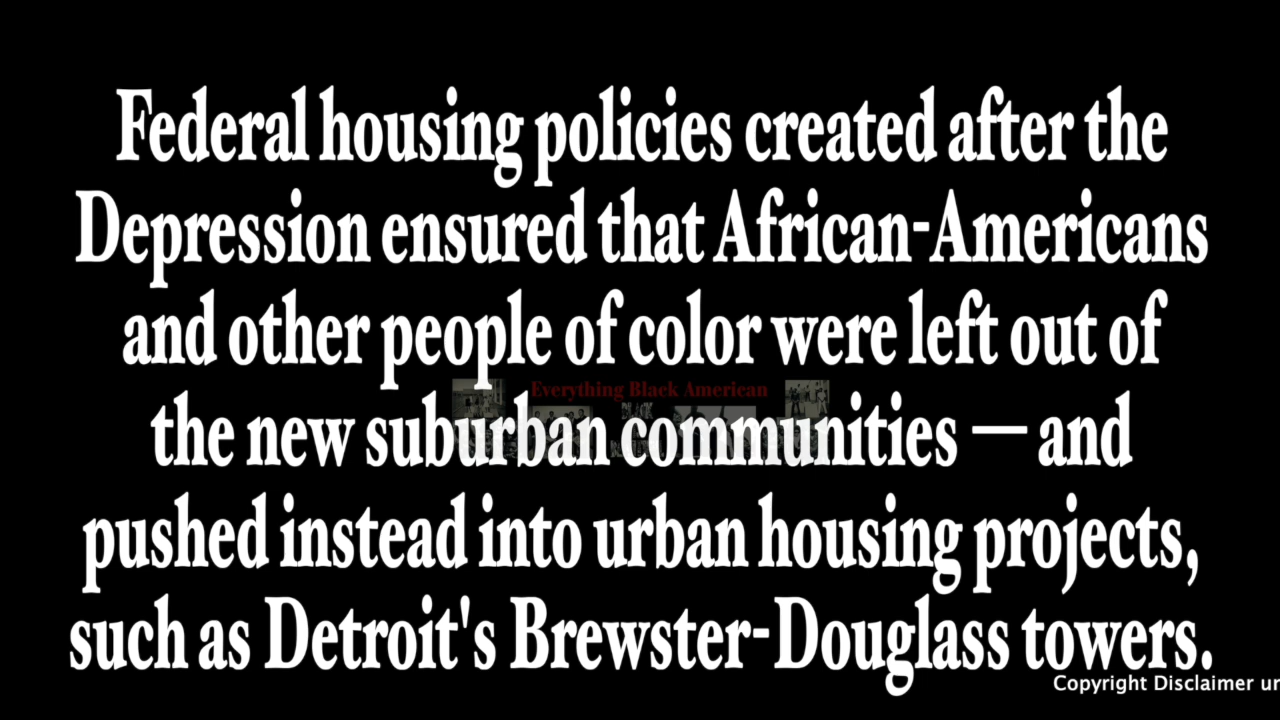 Federal housing policies created after the
Depression ensured that African-Americans
and other people of color were left out of
Everything Black American
the new suburban communities — and
pushed instead into urban housing projects,
such as Detroit's Brewster-Douglass towers.
Copyright Disclaimer